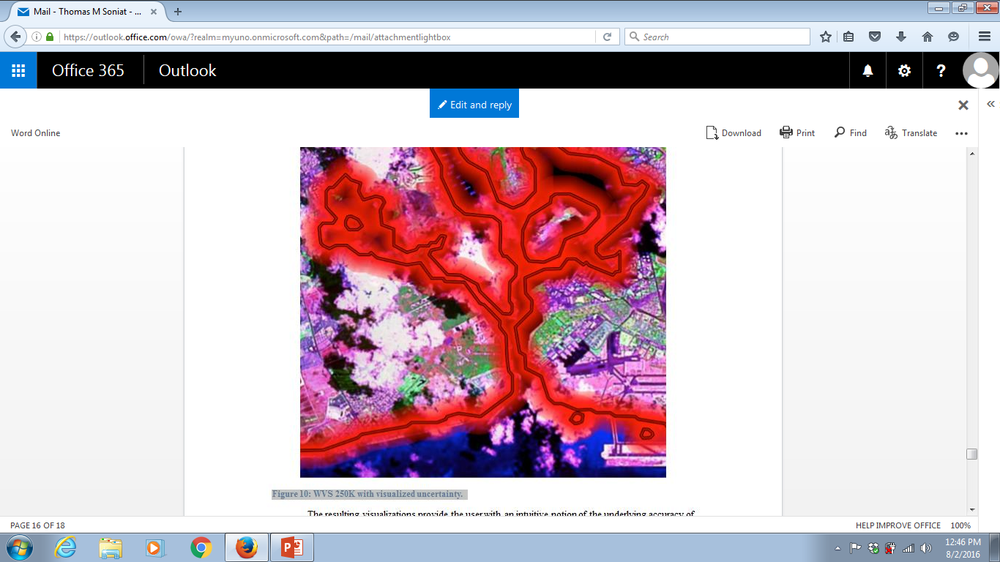 Mail - Thomas M Soniat - ...
https://outlook.office.com/owa/?realm=myuno.onmicrosoft.com&path=/mail/attachmentlightbox
Search
Office 365
Outlook
Edit and reply
Word Online
Download
Print
Find
Translate
Figure 10: WVS 250K with visualized uncertainty.
The resulting visualizations provide the user with an intuitive notion of the underlying accuracy of
PAGE 16 OF 18
HELP IMPROVE OFFICE
100%
12:46 PM
8/2/2016